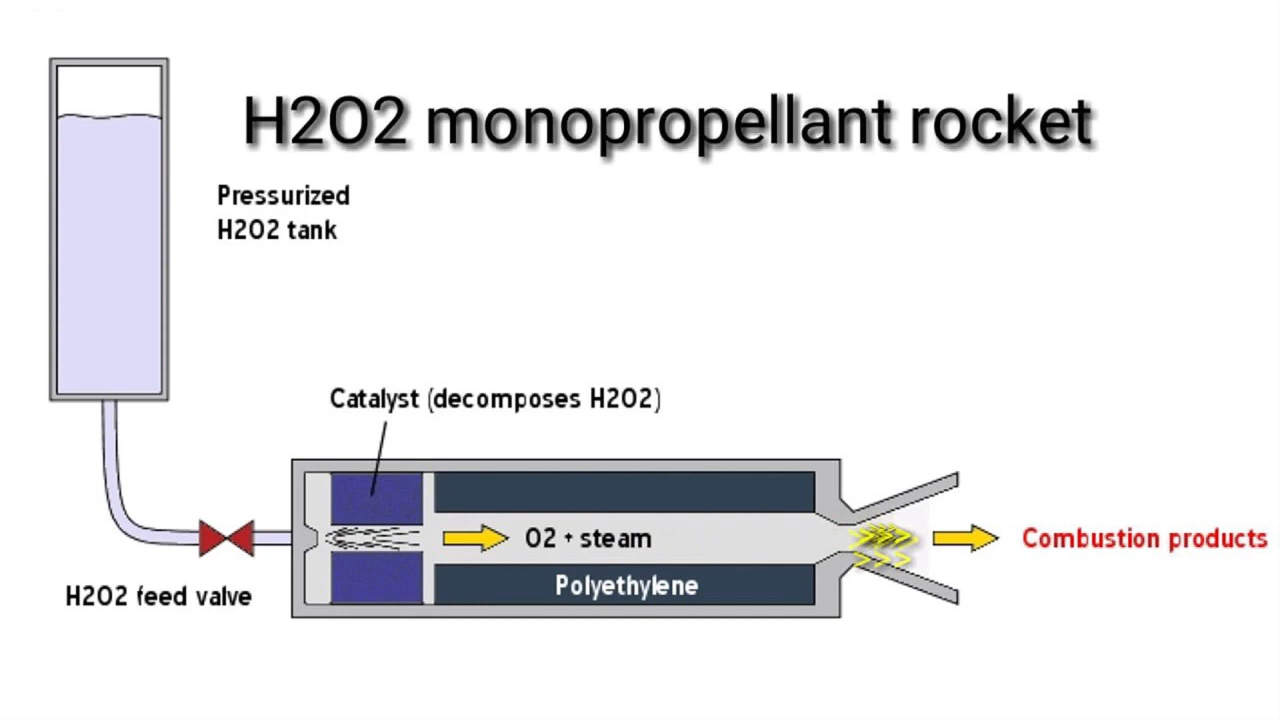 H2O2 monopropellant rocket
Pressurized
H2O2 tank
Catalyst (decomposes H2O2)
O2 + steam
Combustion products
Polyethylene
H2O2 feed valve